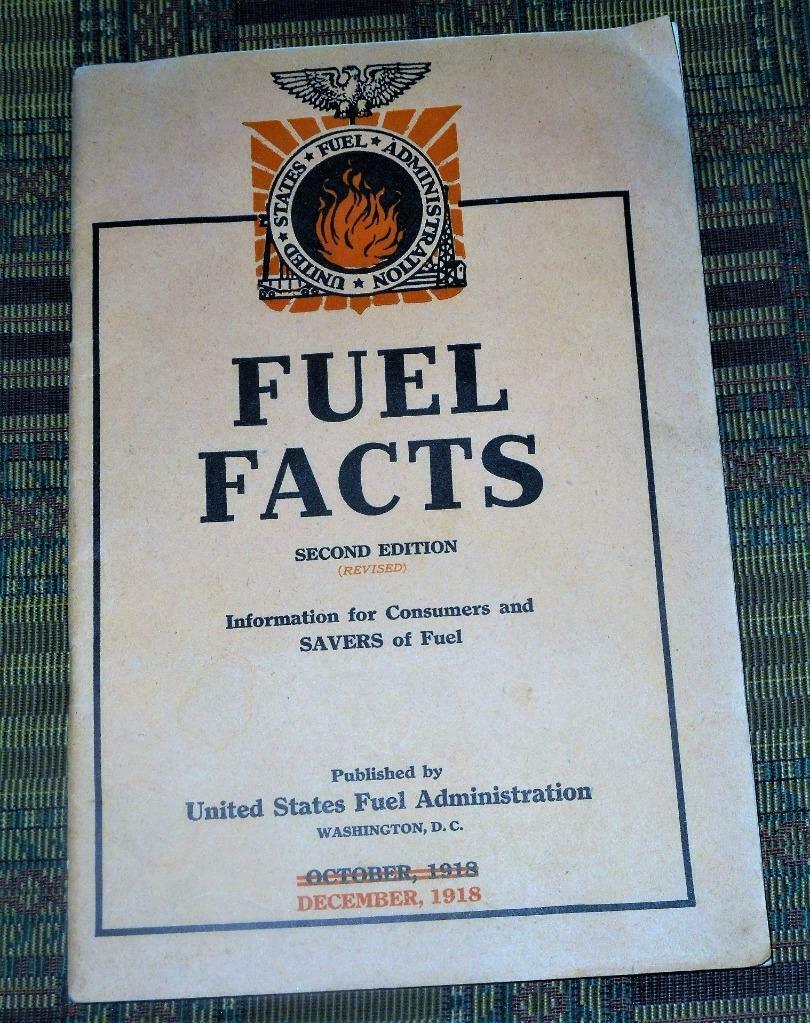 UNITED ★ STATES ★ FUEL ★ ADMINISTRATION ★
FUEL
FACTS
SECOND EDITION
(REVISED)
Information for Consumers and
SAVERS of Fuel
Published by
United States Fuel Administration
WASHINGTON, D. C.
OCTOBER, 1918
DECEMBER, 1918